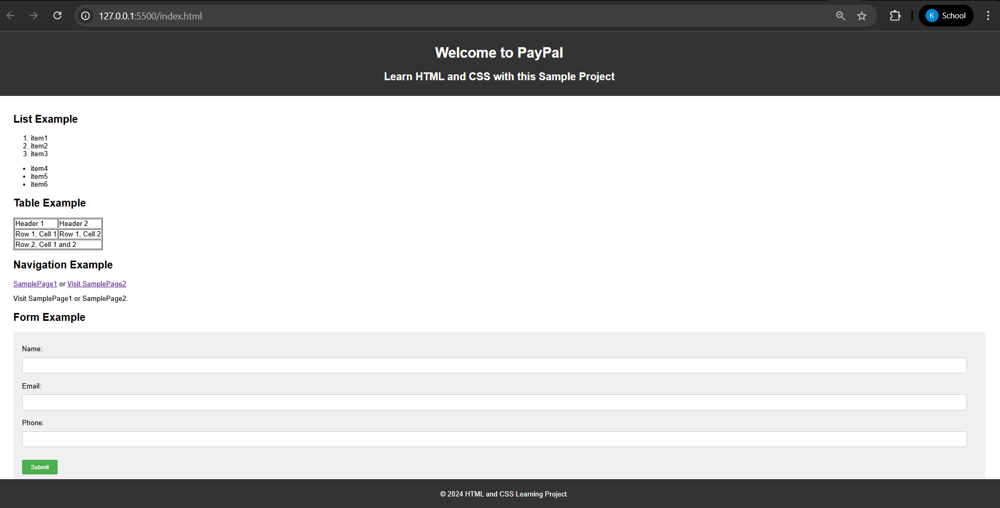 127.0.0.1:5500/index.html
K School
Welcome to PayPal
Learn HTML and CSS with this Sample Project
List Example
1. item1
2. item2
3. item3
• item4
• item5
• item6
Table Example
Header 1 Header 2
Row 1, Cell 1 Row 1, Cell 2
Row 2, Cell 1 and 2
Navigation Example
SamplePage1 or Visit SamplePage2
Visit SamplePage1 or SamplePage2.
Form Example
Name:
Email:
Phone:
Submit
© 2024 HTML and CSS Learning Project